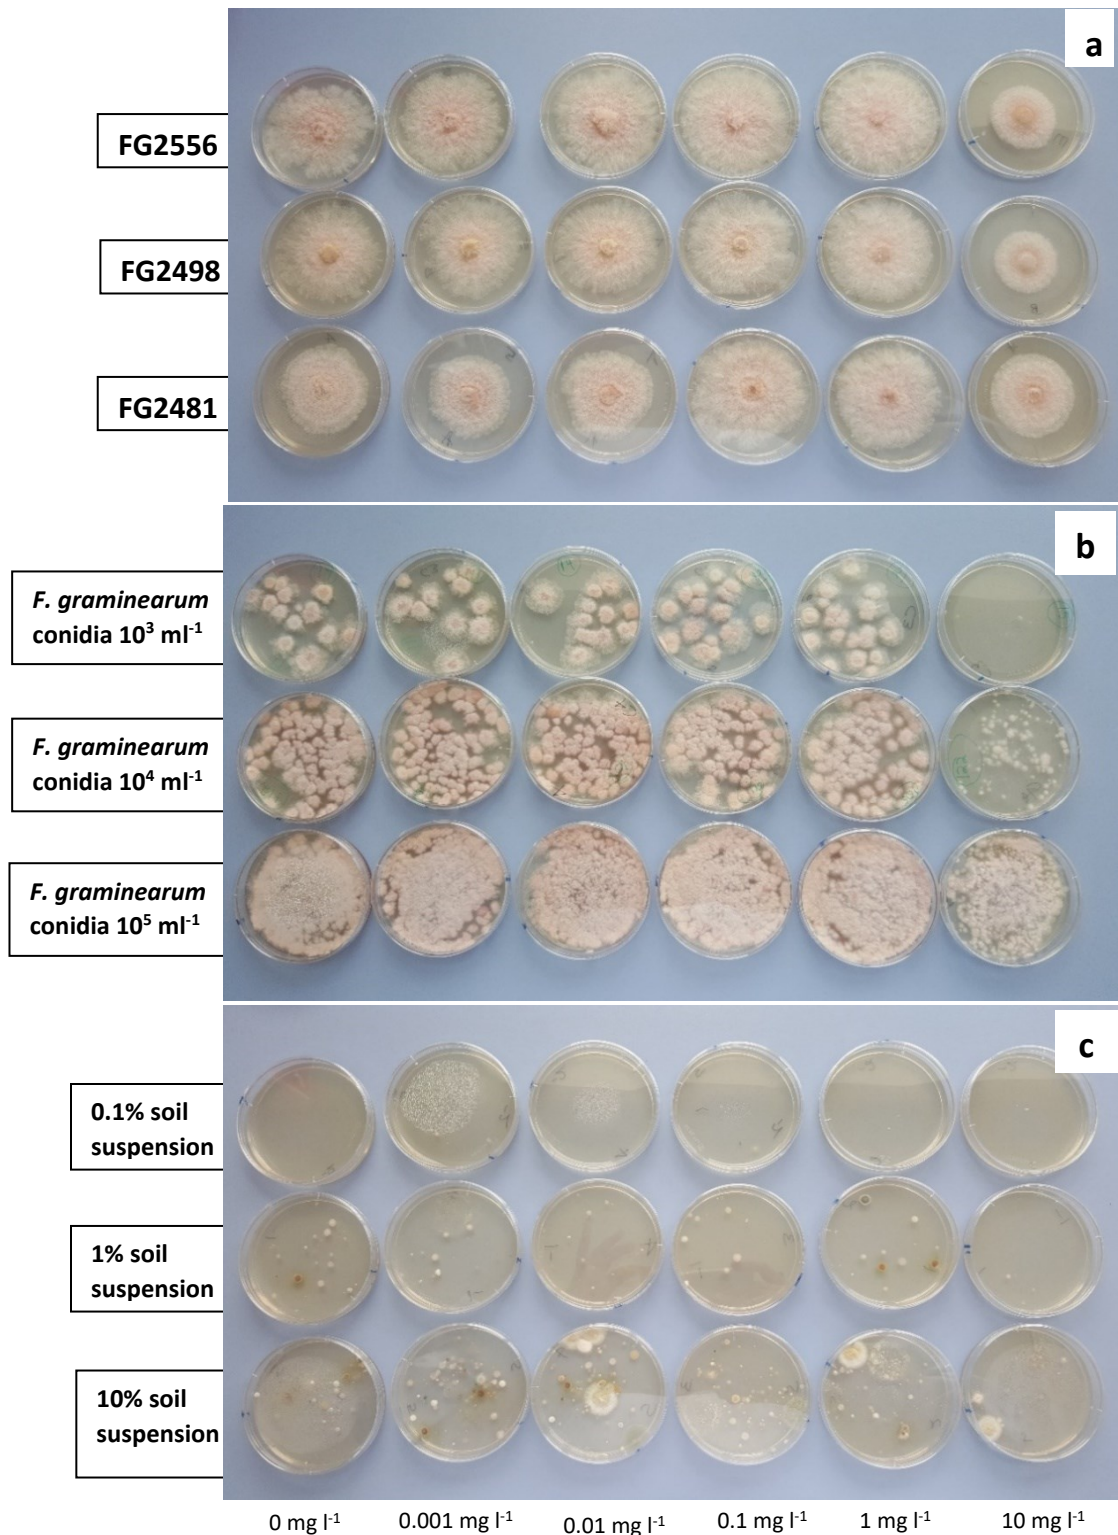 a
FG2556
FG2498
FG2481
b
F. graminearum
conidia 10³ ml⁻¹
F. graminearum
conidia 10⁴ ml⁻¹
F. graminearum
conidia 10⁵ ml⁻¹
c
0.1% soil
suspension
1% soil
suspension
10% soil
suspension
0 mg l⁻¹ 0.001 mg l⁻¹ 0.01 mg l⁻¹ 0.1 mg l⁻¹ 1 mg l⁻¹ 10 mg l⁻¹